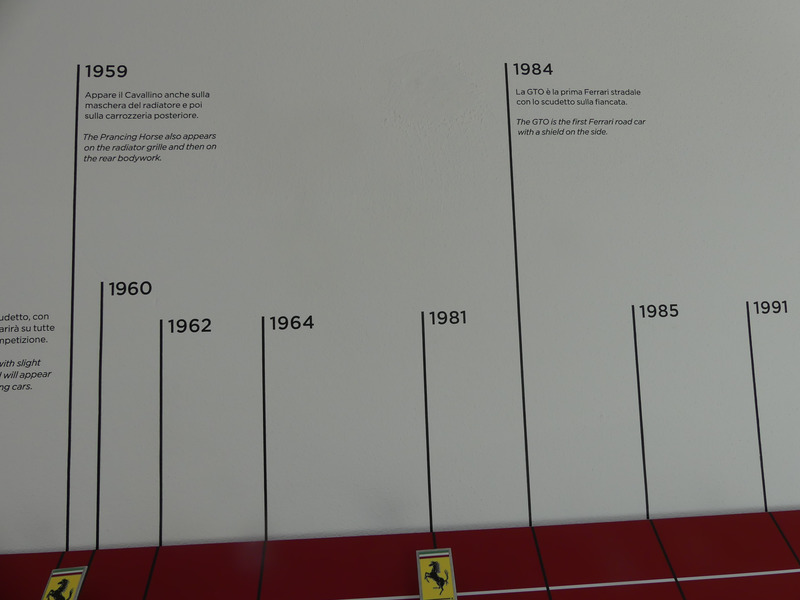 1959
Appare il Cavallino anche sulla
maschera del radiatore e poi
sulla carrozzeria posteriore.
The Prancing Horse also appears
on the radiator grille and then on
the rear bodywork.
1984
La GTO è la prima Ferrari stradale
con lo scudetto sulla fiancata.
The GTO is the first Ferrari road car
with a shield on the side.
1960
1962
1964
1981
1985
1991
udetto, con
arirà su tutte
mpetizione.
with slight
will appear
ng cars.